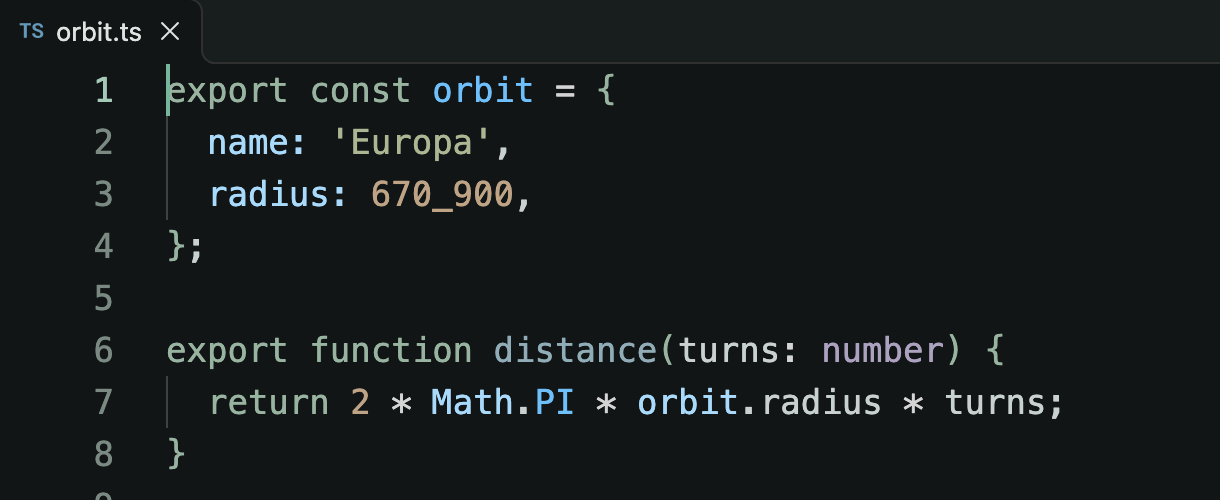 TS orbit.ts
1 export const orbit = {
2   name: 'Europa',
3   radius: 670_900,
4 };
5
6 export function distance(turns: number) {
7   return 2 * Math.PI * orbit.radius * turns;
8 }